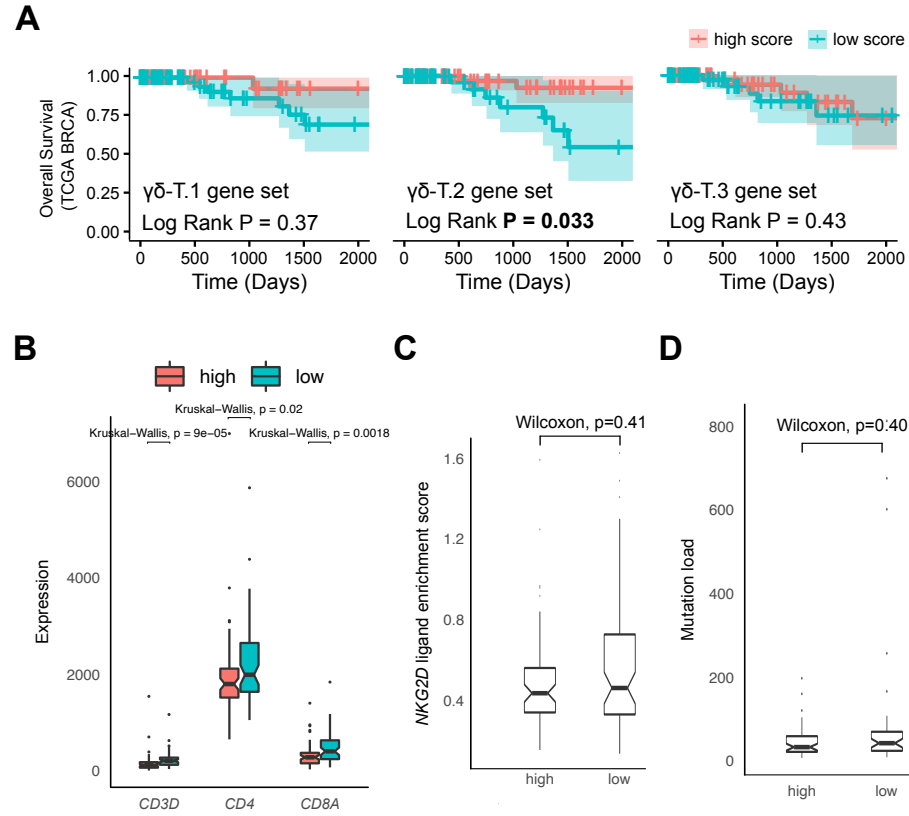 A
high score low score
Overall Survival
(TCGA BRCA)
1.00
0.75
0.50
0.25
0.00
γδ-T.1 gene set
Log Rank P = 0.37
0 500 1000 1500 2000
Time (Days)
γδ-T.2 gene set
Log Rank P = 0.033
0 500 1000 1500 2000
Time (Days)
γδ-T.3 gene set
Log Rank P = 0.43
0 500 1000 1500 2000
Time (Days)
B
high low
Kruskal−Wallis, p = 0.02
Kruskal−Wallis, p = 9e−05
Kruskal−Wallis, p = 0.0018
Expression
6000
4000
2000
0
CD3D CD4 CD8A
C
Wilcoxon, p=0.41
NKG2D ligand enrichment score
1.6
1.2
0.8
0.4
high low
D
Wilcoxon, p=0.40
Mutation load
800
600
400
200
0
high low